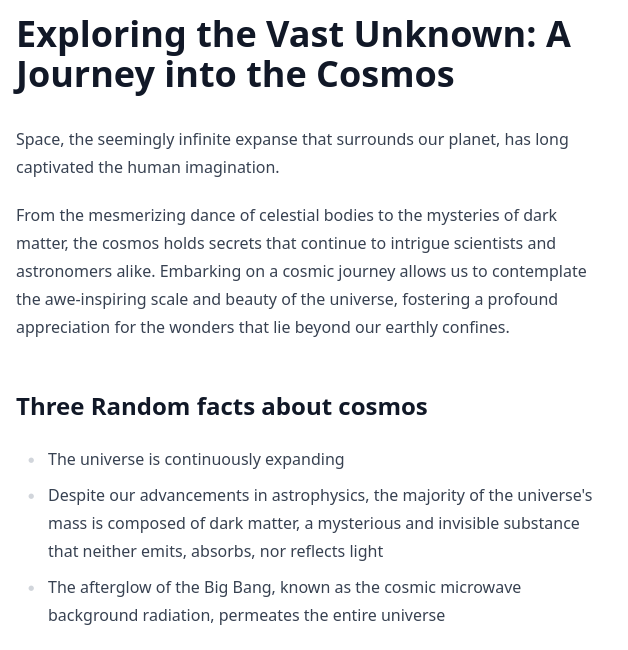 Exploring the Vast Unknown: A
Journey into the Cosmos
Space, the seemingly infinite expanse that surrounds our planet, has long
captivated the human imagination.
From the mesmerizing dance of celestial bodies to the mysteries of dark
matter, the cosmos holds secrets that continue to intrigue scientists and
astronomers alike. Embarking on a cosmic journey allows us to contemplate
the awe-inspiring scale and beauty of the universe, fostering a profound
appreciation for the wonders that lie beyond our earthly confines.
Three Random facts about cosmos
The universe is continuously expanding
Despite our advancements in astrophysics, the majority of the universe's
mass is composed of dark matter, a mysterious and invisible substance
that neither emits, absorbs, nor reflects light
The afterglow of the Big Bang, known as the cosmic microwave
background radiation, permeates the entire universe